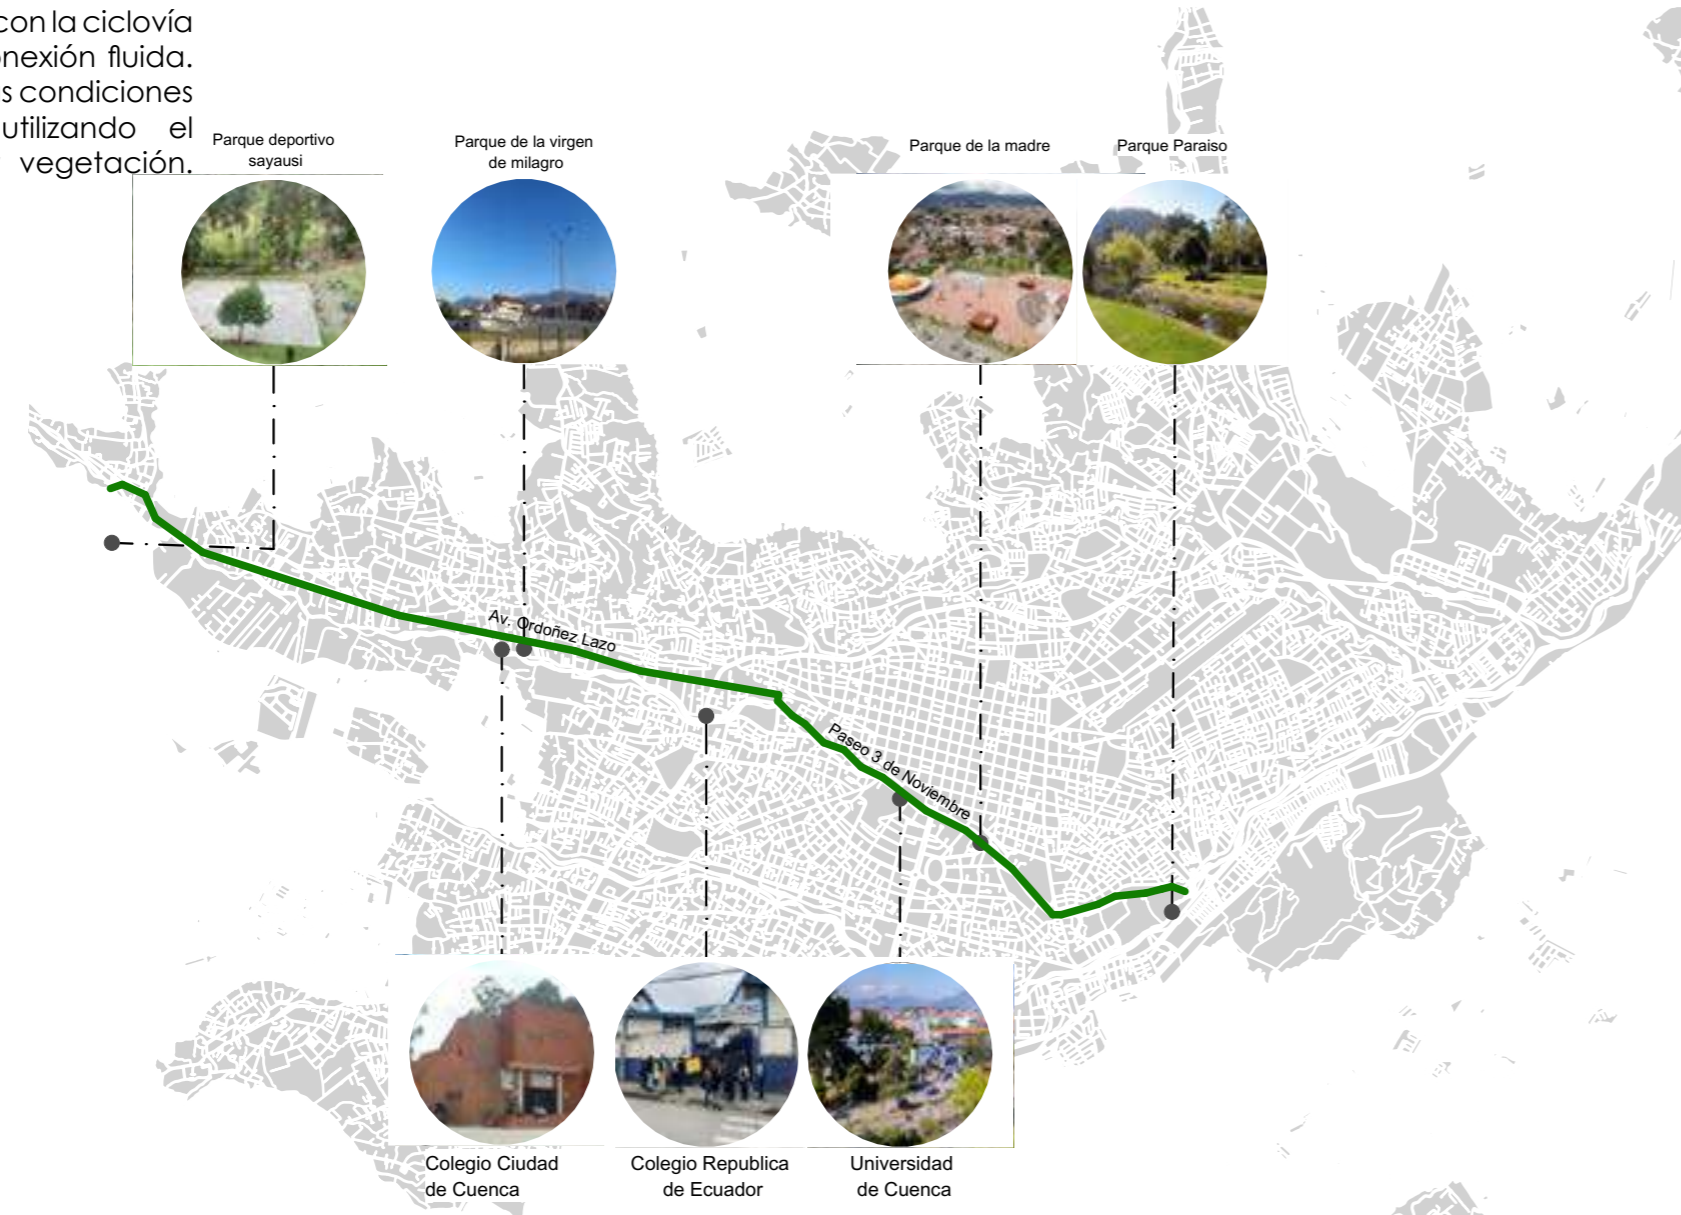 con la ciclovía
onexión fluida.
s condiciones
utilizando el
vegetación.
Parque deportivo
sayausi
Parque de la virgen
de milagro
Parque de la madre
Parque Paraiso
Av. Ordoñez Lazo
Paseo 3 de Noviembre
Colegio Ciudad
de Cuenca
Colegio Republica
de Ecuador
Universidad
de Cuenca